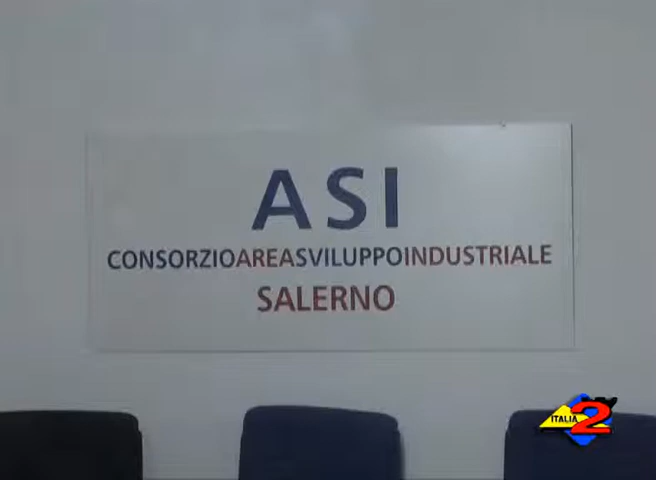 ASI
CONSORZIOAREASVILUPPOINDUSTRIALE
SALERNO
ITALIA 2